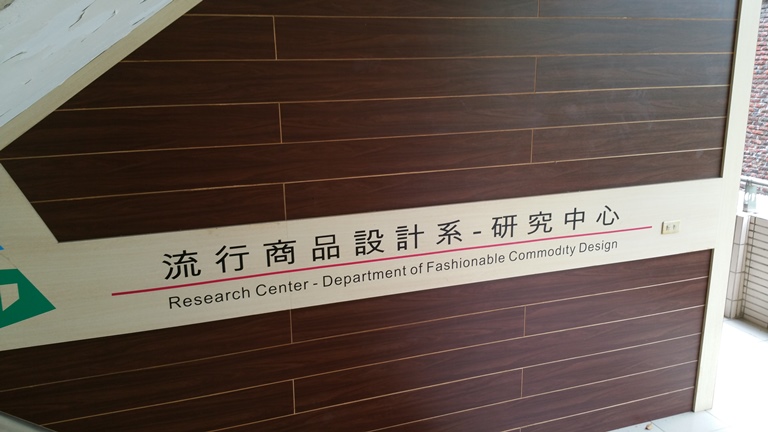 流行商品設計系-研究中心
Research Center - Department of Fashionable Commodity Design